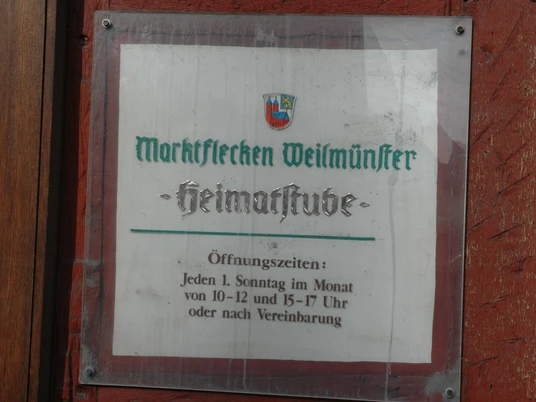 Marktflecken Weilmünster
-Heimatstube-
Öffnungszeiten:
Jeden 1. Sonntag im Monat
von 10-12 und 15-17 Uhr
oder nach Vereinbarung